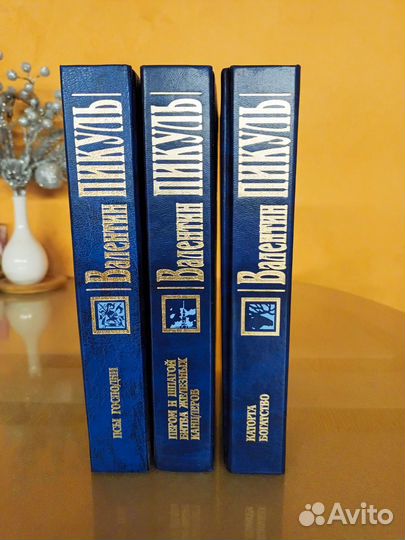 Валентин ПИКУЛЬ
ПСЫ ГОСПОДНИ
Валентин ПИКУЛЬ
ПЕРОМ И ШПАГОЙ
БИТВА ЖЕЛЕЗНЫХ
КАНЦЛЕРОВ
Валентин ПИКУЛЬ
КАТОРГА
БОГАТСТВО
Avito